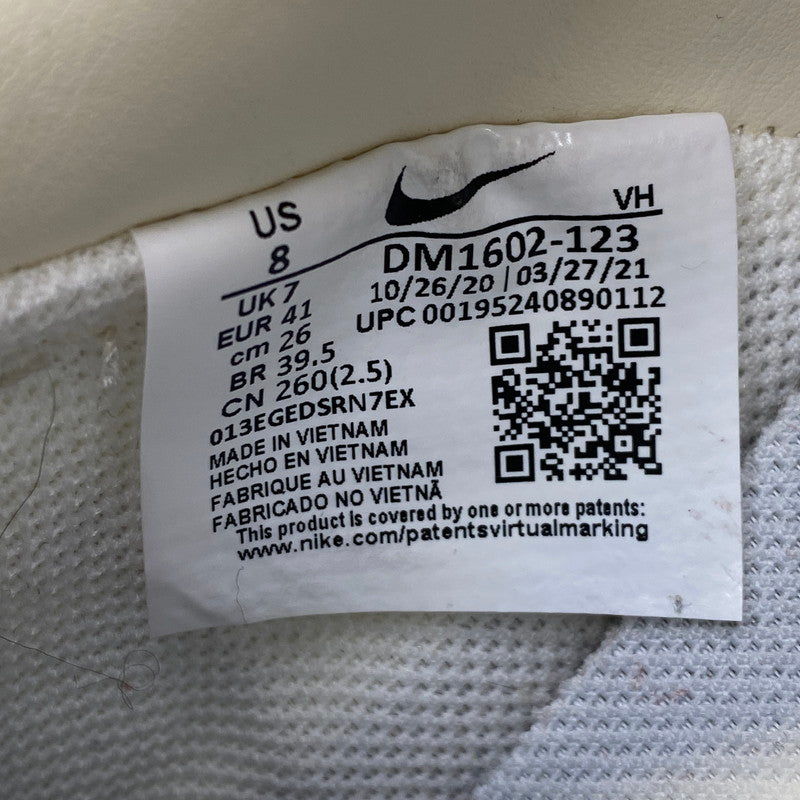 US
8
UK 7
EUR 41
cm 26
BR 39.5
CN 260(2.5)
VH
DM1602-123
10/26/20 | 03/27/21
UPC 00195240890112
013EGEDSRN7EX
MADE IN VIETNAM
HECHO EN VIETNAM
FABRIQUE AU VIETNAM
FABRICADO NO VIETNÃ
This product is covered by one or more patents:
www.nike.com/patentsvirtualmarking